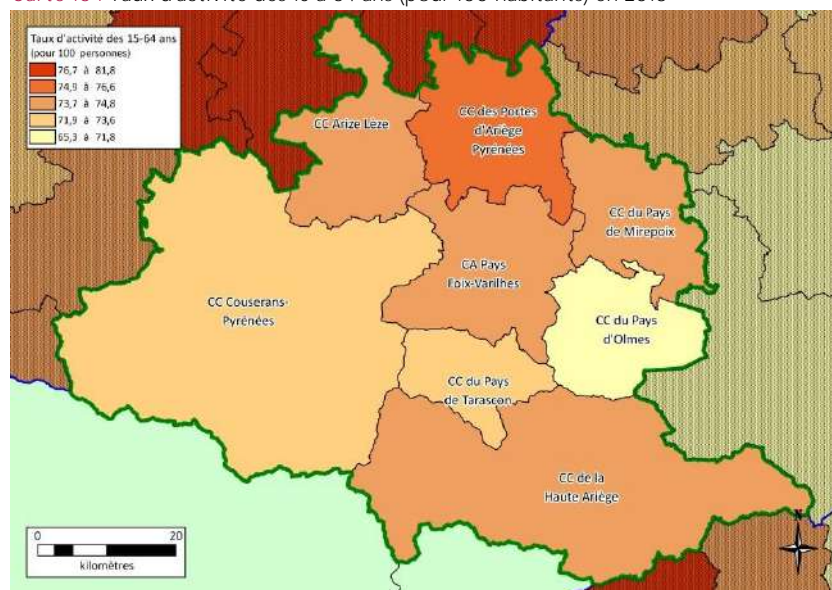 Taux d'activité des 15-64 ans
(pour 100 personnes)
76,7 à 81,8
74,9 à 76,6
73,7 à 74,8
71,9 à 73,6
65,3 à 71,8
CC Arize Lèze
CC des Portes
d'Ariège
Pyrénées
CC du Pays
de Mirepoix
CA Pays
Foix-Varilhes
CC Couserans-
Pyrénées
CC du Pays
d'Olmes
CC du Pays
de Tarascon
CC de la
Haute Ariège
0 20
kilomètres
N